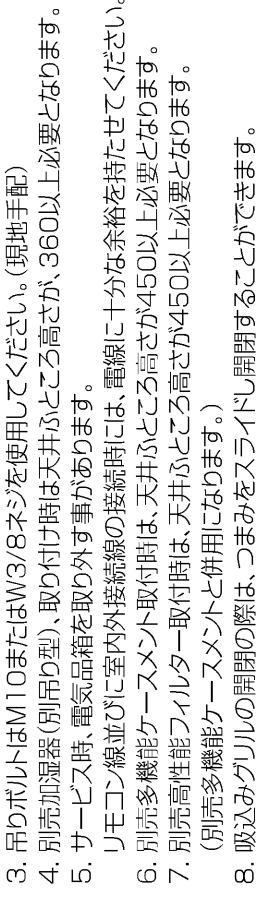 3. 吊りボルトはM10またはW3/8ネジを使用してください。(現地手配)
4. 別売加湿器(別吊り型)、取り付け時は天井ふところ高さが、360以上必要となります。
5. サービス時、電気品箱を取り外す事があります。
リモコン線並びに室内外接続線の接続時には、電線に十分な余裕を持たせてください。
6. 別売多機能ケースメント取付時は、天井ふところ高さが450以上必要となります。
7. 別売高性能フィルター取付時は、天井ふところ高さが450以上必要となります。
(別売多機能ケースメントと併用になります。)
8. 吸込みグリルの開閉の際は、つまみをスライドし開閉することができます。